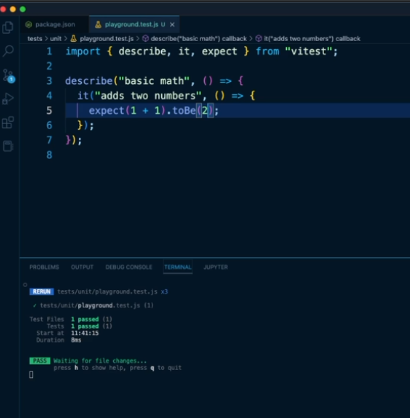 package.json playground.test.js U
tests > unit > playground.test.js > describe("basic math") callback > it("adds two numbers") callback
1 import { describe, it, expect } from "vitest";
2
3 describe("basic math", () => {
4 it("adds two numbers", () => {
5 expect(1 + 1).toBe(2);
6 });
7 });
8
PROBLEMS OUTPUT DEBUG CONSOLE TERMINAL JUPYTER
RERUN tests/unit/playground.test.js x3
✓ tests/unit/playground.test.js (1)
Test Files 1 passed (1)
Tests 1 passed (1)
Start at 11:41:15
Duration 8ms
PASS Waiting for file changes...
press h to show help, press q to quit